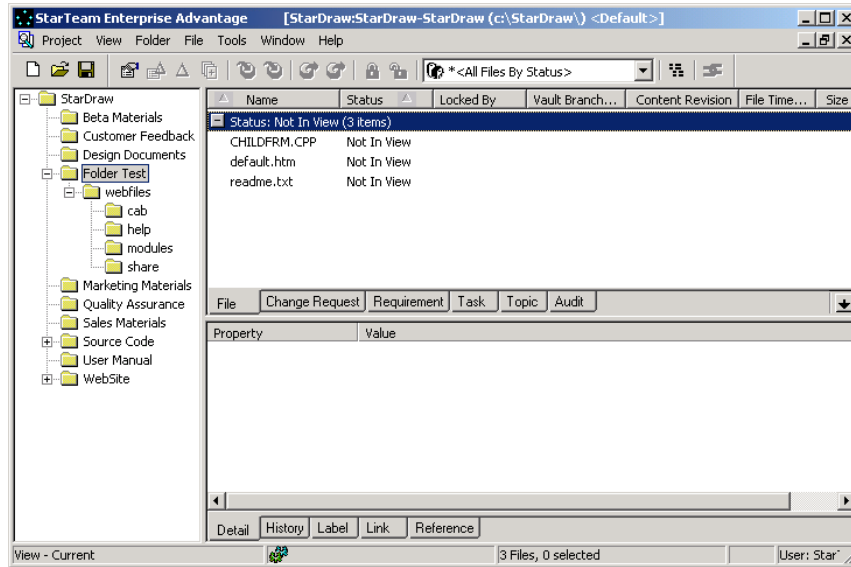 StarTeam Enterprise Advantage [StarDraw:StarDraw-StarDraw (c:\StarDraw\) <Default>]
Project View Folder File Tools Window Help
*<All Files By Status>
StarDraw
Beta Materials
Customer Feedback
Design Documents
Folder Test
webfiles
cab
help
modules
share
Marketing Materials
Quality Assurance
Sales Materials
Source Code
User Manual
WebSite
Name Status Locked By Vault Branch... Content Revision File Time... Size
Status: Not In View (3 items)
CHILDFRM.CPP Not In View
default.htm Not In View
readme.txt Not In View
File Change Request Requirement Task Topic Audit
Property Value
Detail History Label Link Reference
View - Current 3 Files, 0 selected User: Star